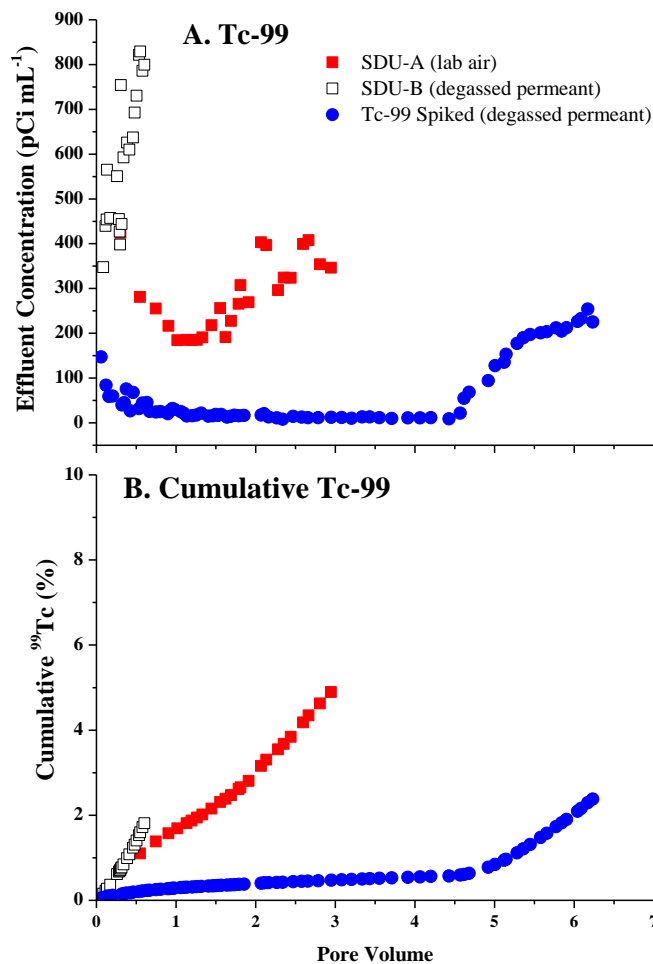 A. Tc-99
SDU-A (lab air)
SDU-B (degassed permeant)
Tc-99 Spiked (degassed permeant)
Effluent Concentration (pCi mL⁻¹)
900
800
700
600
500
400
300
200
100
0
B. Cumulative Tc-99
Cumulative ⁹⁹Tc (%)
10
8
6
4
2
0
0 1 2 3 4 5 6 7
Pore Volume